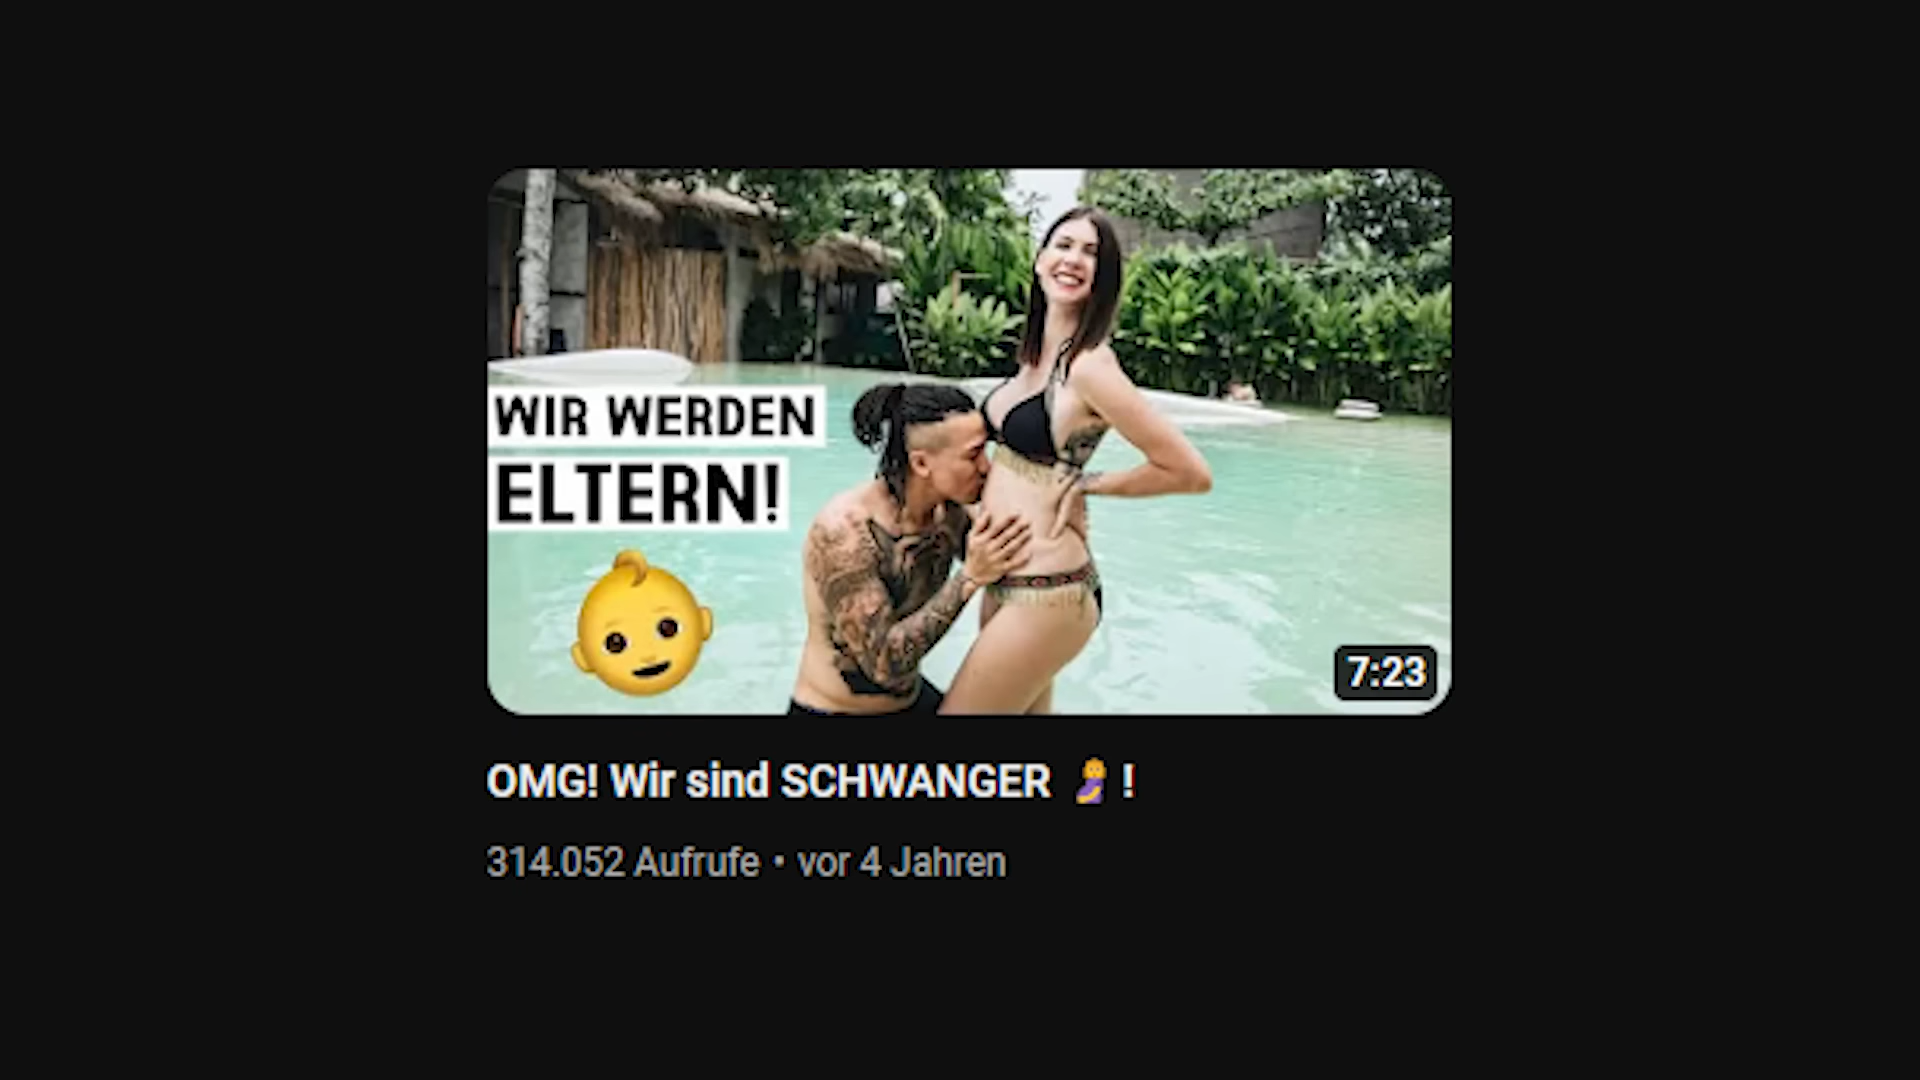 WIR WERDEN
ELTERN!
7:23
OMG! Wir sind SCHWANGER 🤰!
314.052 Aufrufe • vor 4 Jahren